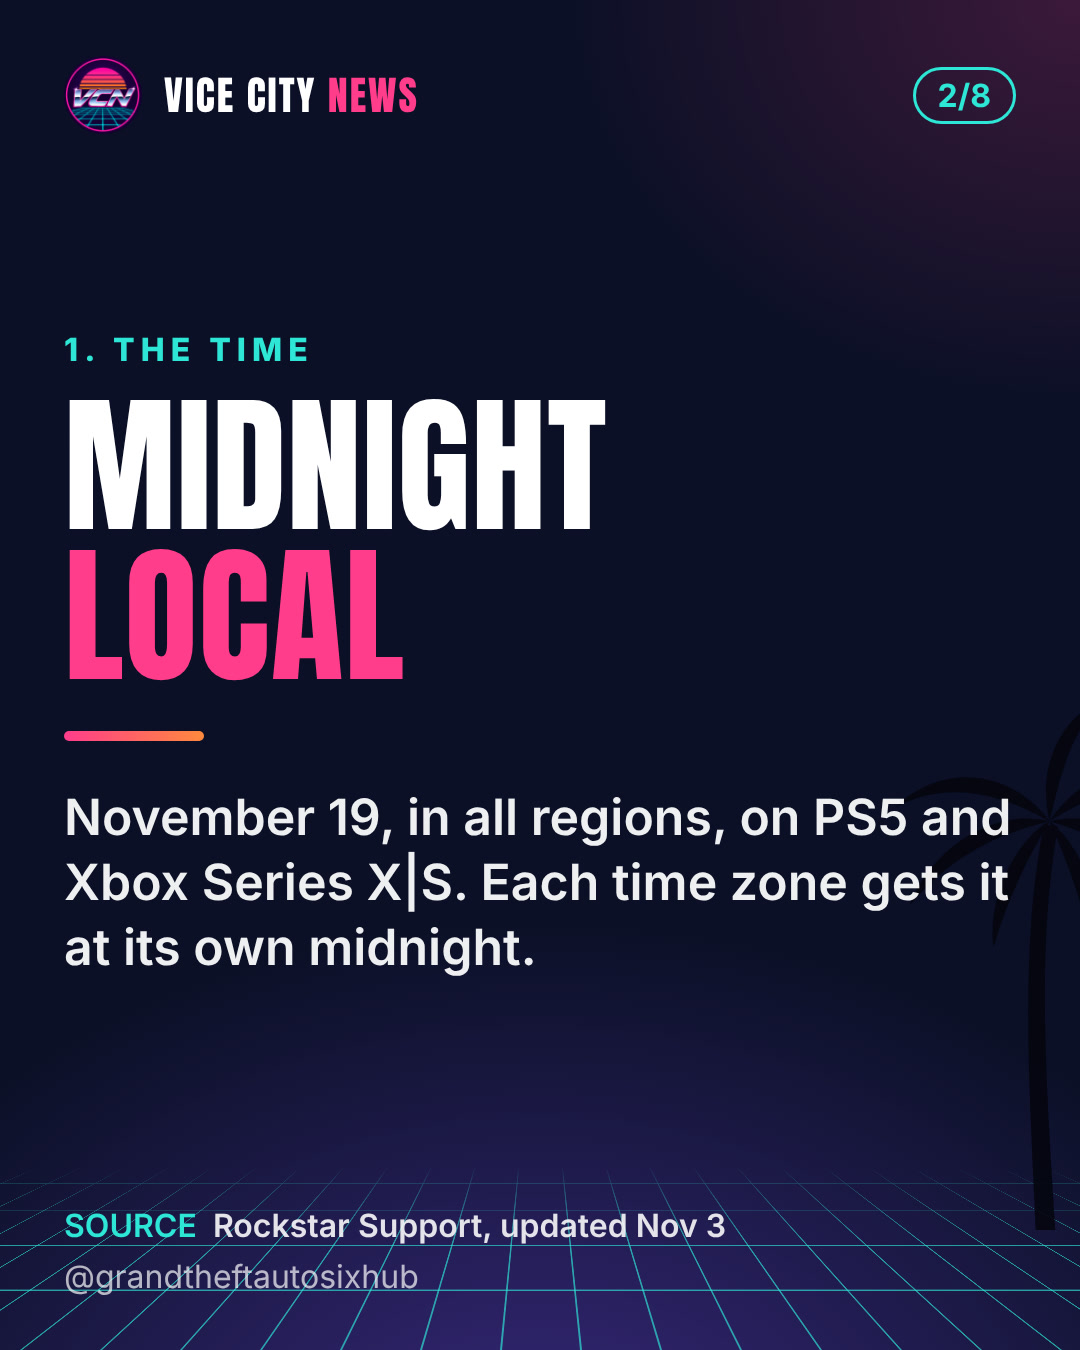 VCN
VICE CITY NEWS
2/8
1. THE TIME
MIDNIGHT
LOCAL
November 19, in all regions, on PS5 and
Xbox Series X|S. Each time zone gets it
at its own midnight.
SOURCE Rockstar Support, updated Nov 3
@grandtheftautosixhub